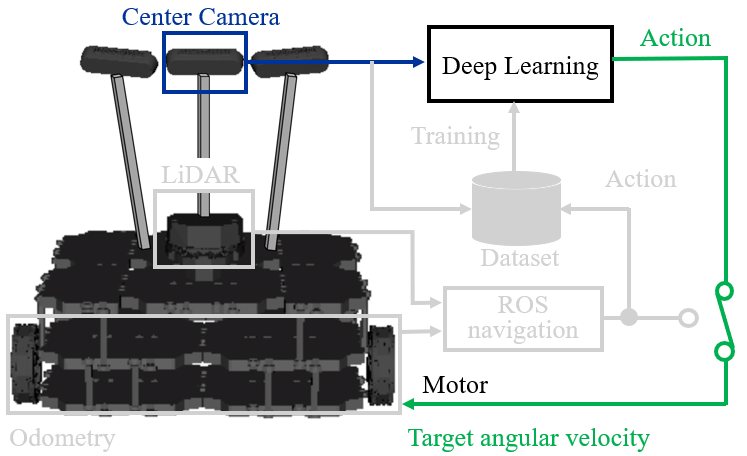 Center Camera
Action
Deep Learning
Training
LiDAR
Action
Dataset
ROS
navigation
Motor
Odometry
Target angular velocity